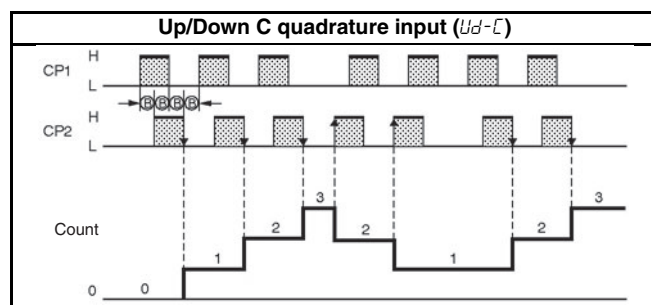 Up/Down C quadrature input (Ud-C)
CP1 H
L
B B B B
CP2 H
L
Count
0 0 1 2 3 2 1 2 3